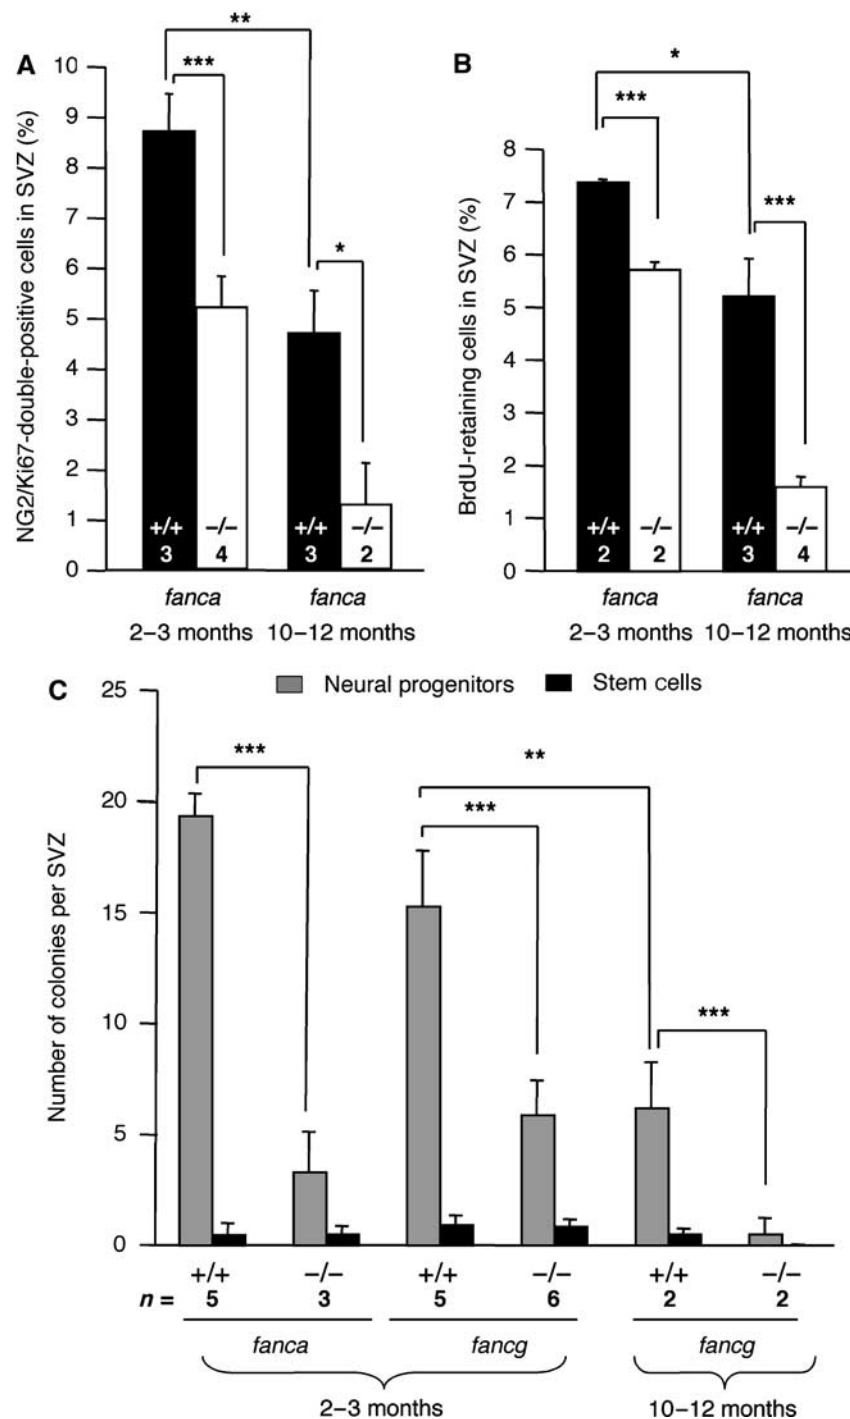 A
NG2/Ki67-double-positive cells in SVZ (%)
10
9
8
7
6
5
4
3
2
1
0
**
***
*
+/+ –/– +/+ –/–
3 4 3 2
fanca fanca
2–3 months 10–12 months
B
BrdU-retaining cells in SVZ (%)
8
7
6
5
4
3
2
1
0
*
***
***
+/+ –/– +/+ –/–
2 2 3 4
fanca fanca
2–3 months 10–12 months
C
Neural progenitors Stem cells
Number of colonies per SVZ
25
20
15
10
5
0
***
**
***
***
+/+ –/– +/+ –/– +/+ –/–
n = 5 3 5 6 2 2
fanca fancg fancg
2–3 months 10–12 months